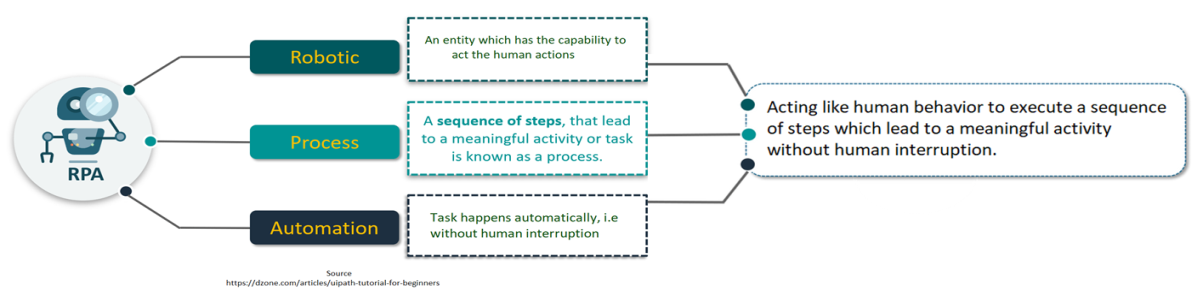 RPA
Robotic
An entity which has the capability to
act the human actions
Process
A sequence of steps, that lead
to a meaningful activity or task
is known as a process.
Automation
Task happens automatically, i.e
without human interruption
Acting like human behavior to execute a sequence
of steps which lead to a meaningful activity
without human interruption.
Source
https://dzone.com/articles/uipath-tutorial-for-beginners